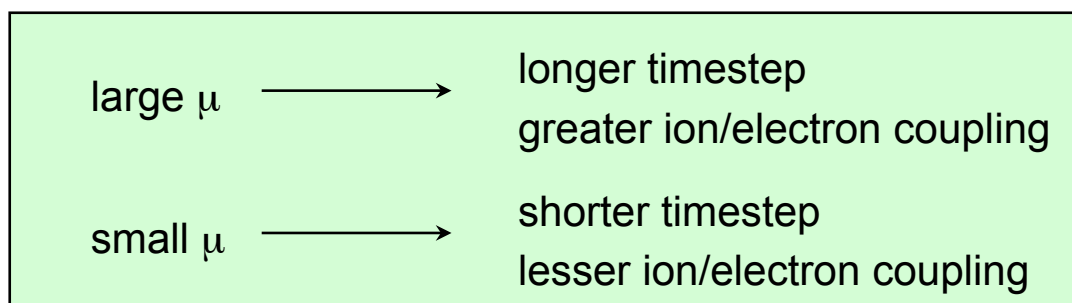 large μ longer timestep
greater ion/electron coupling
small μ shorter timestep
lesser ion/electron coupling